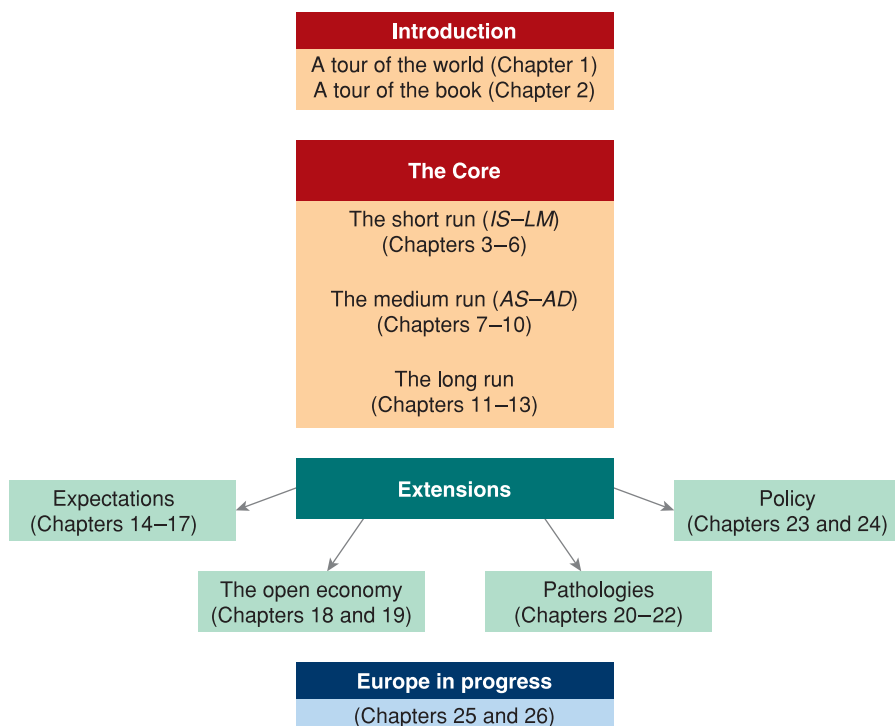 Introduction
A tour of the world (Chapter 1)
A tour of the book (Chapter 2)
The Core
The short run (IS–LM)
(Chapters 3–6)
The medium run (AS–AD)
(Chapters 7–10)
The long run
(Chapters 11–13)
Extensions
Expectations
(Chapters 14–17)
The open economy
(Chapters 18 and 19)
Pathologies
(Chapters 20–22)
Policy
(Chapters 23 and 24)
Europe in progress
(Chapters 25 and 26)